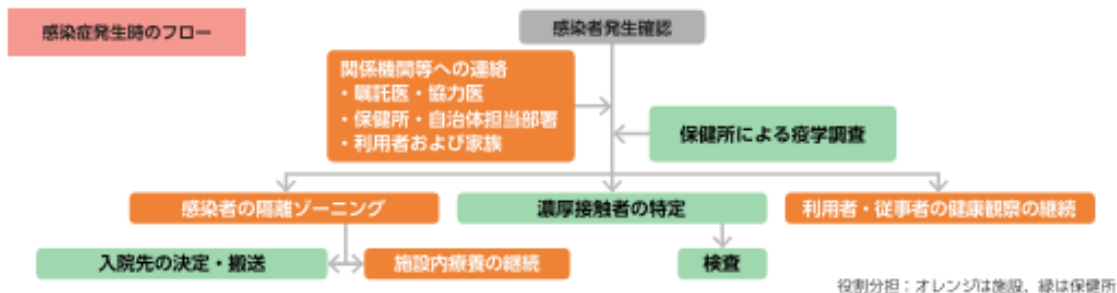 感染症発生時のフロー
感染者発生確認
関係機関等への連絡
・嘱託医・協力医
・保健所・自治体担当部署
・利用者および家族
保健所による疫学調査
感染者の隔離ゾーニング
濃厚接触者の特定
利用者・従事者の健康観察の継続
入院先の決定・搬送
施設内療養の継続
検査
役割分担：オレンジは施設、緑は保健所